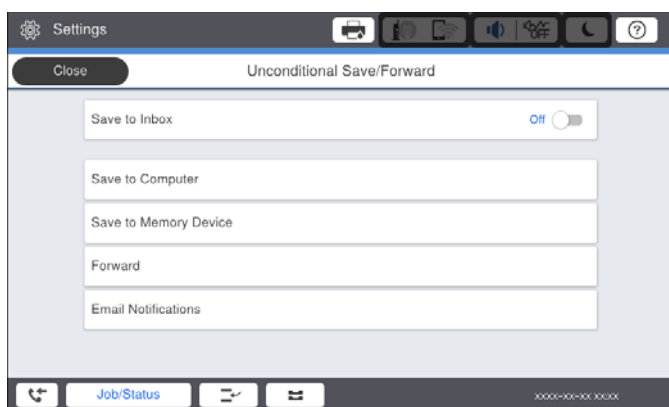 Settings
OFF
Close
Unconditional Save/Forward
Save to Inbox
Off
Save to Computer
Save to Memory Device
Forward
Email Notifications
Job/Status
xxxx-xx-xx xx:xx